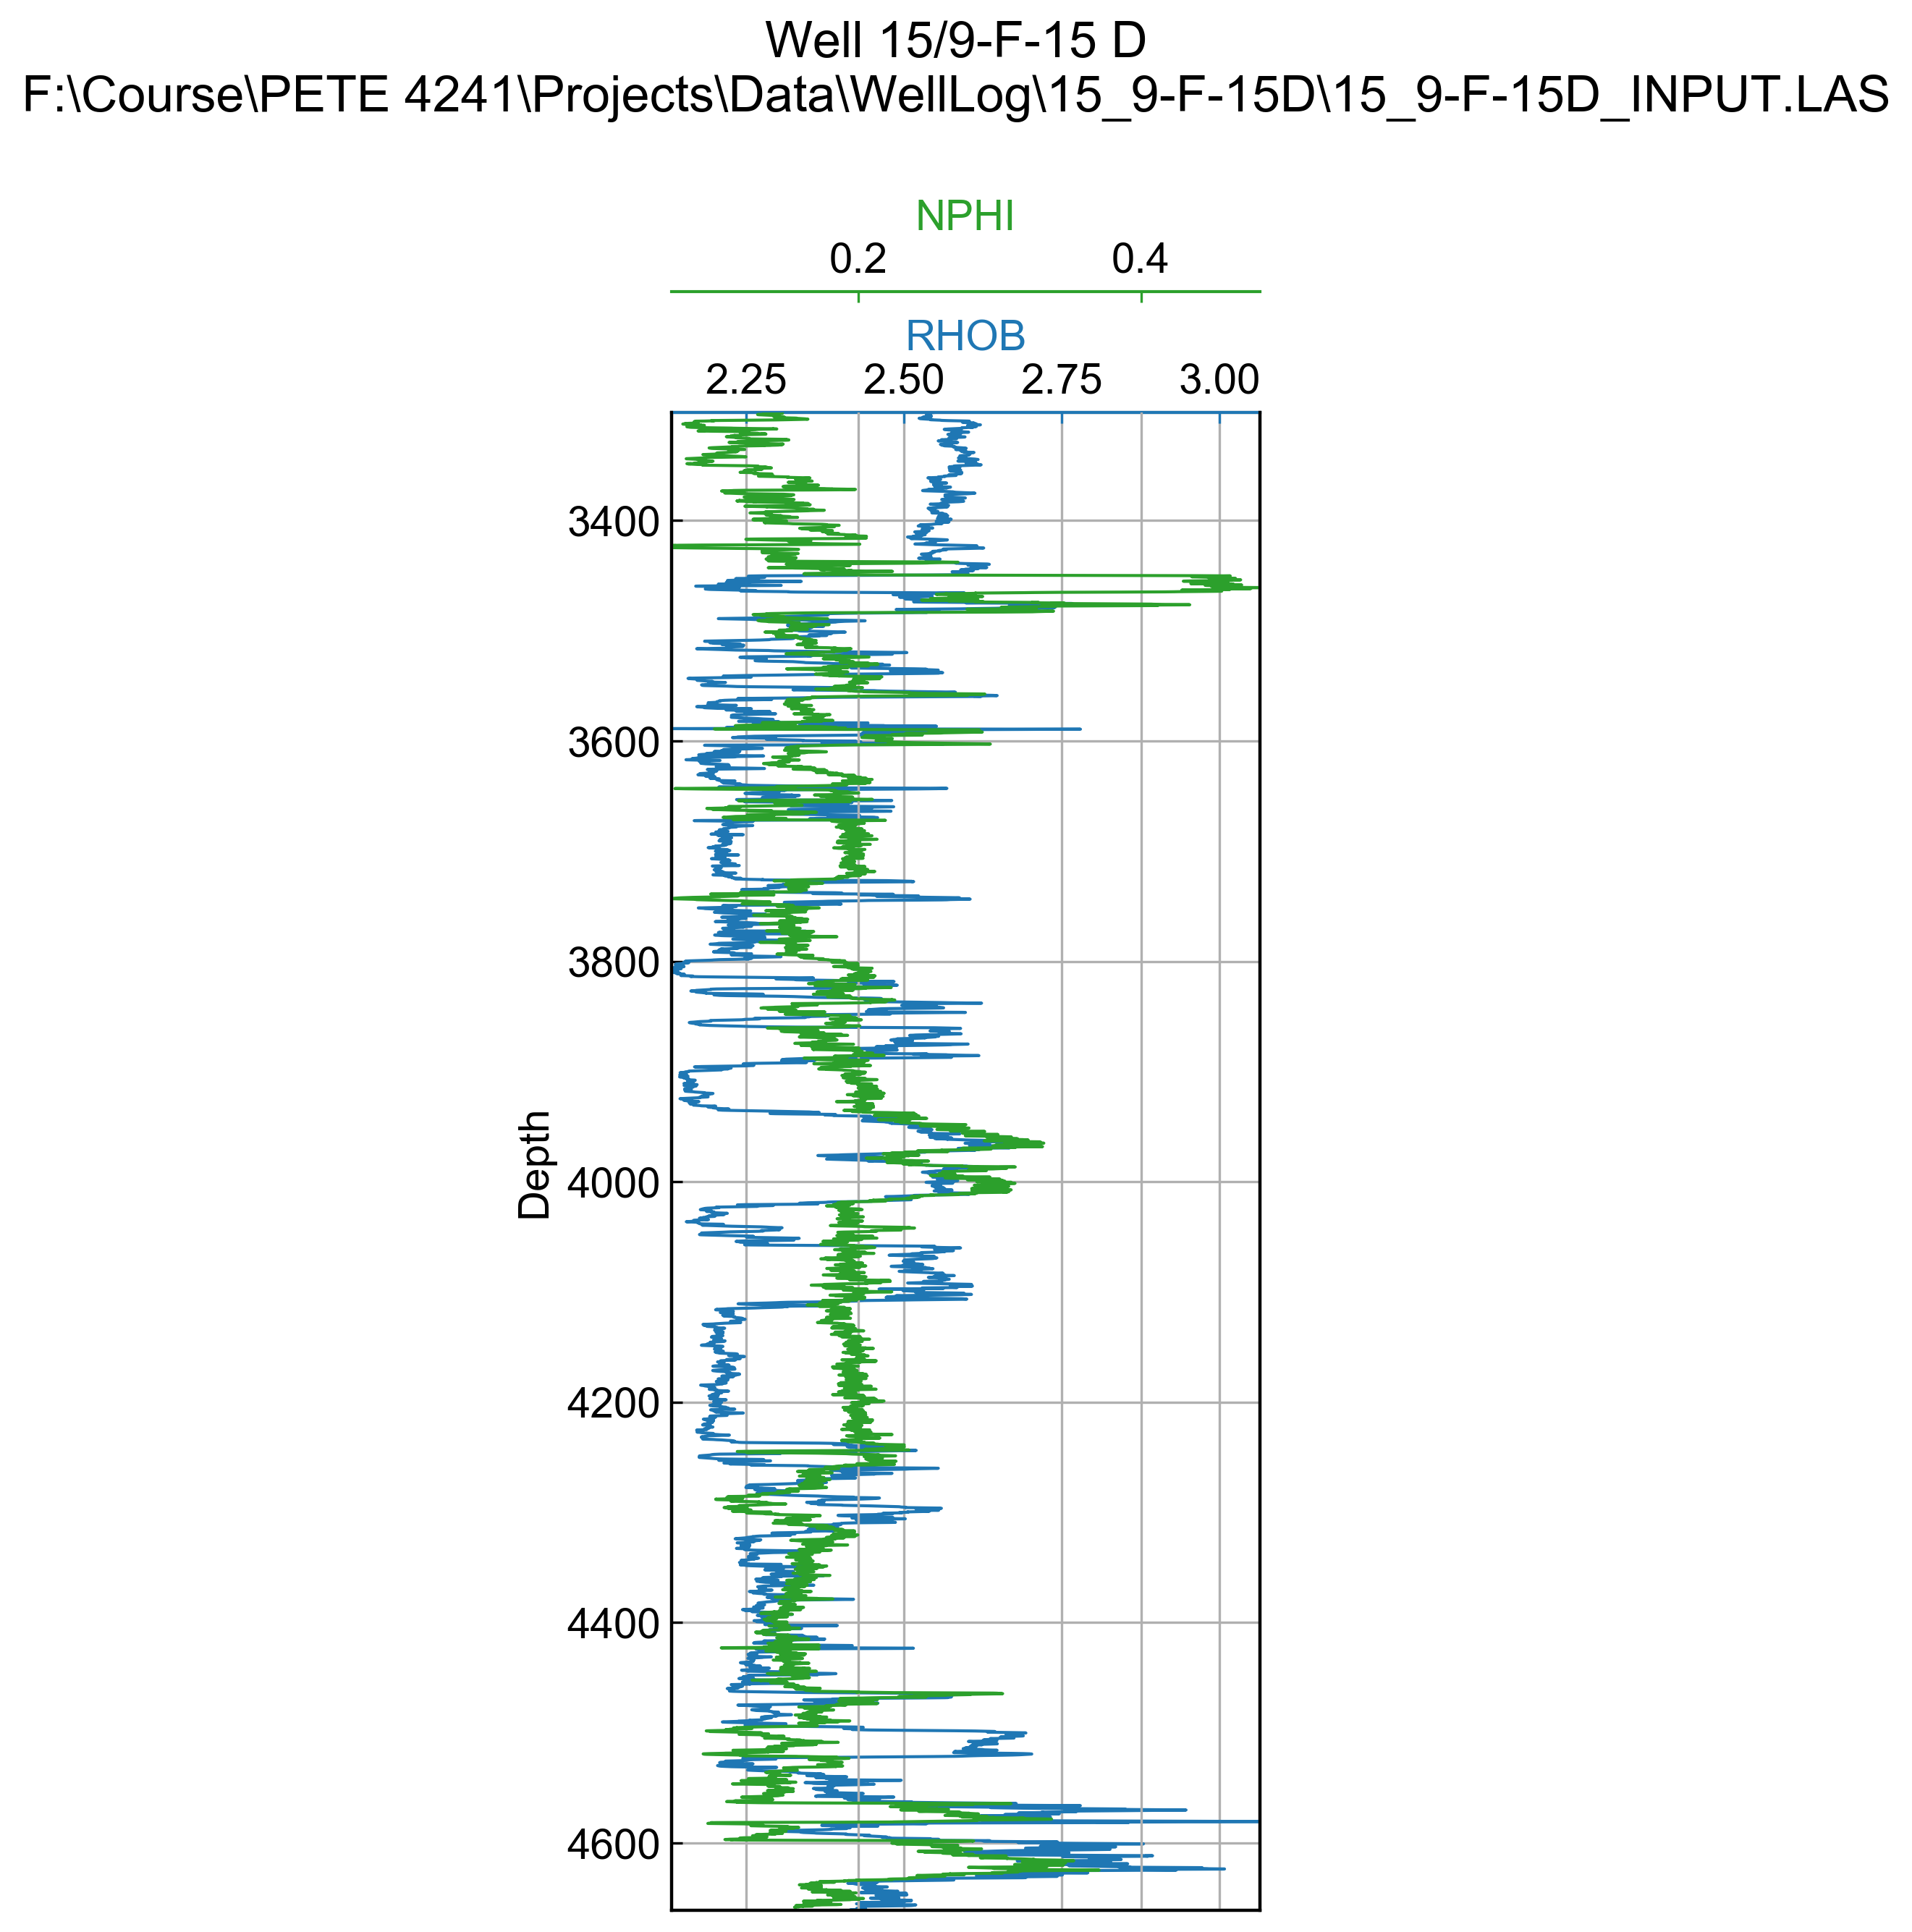 Well 15/9-F-15 D
F:\Course\PETE 4241\Projects\Data\WellLog\15_9-F-15D\15_9-F-15D_INPUT.LAS
NPHI
0.2 0.4
RHOB
2.25 2.50 2.75 3.00
3400
3600
3800
Depth
4000
4200
4400
4600